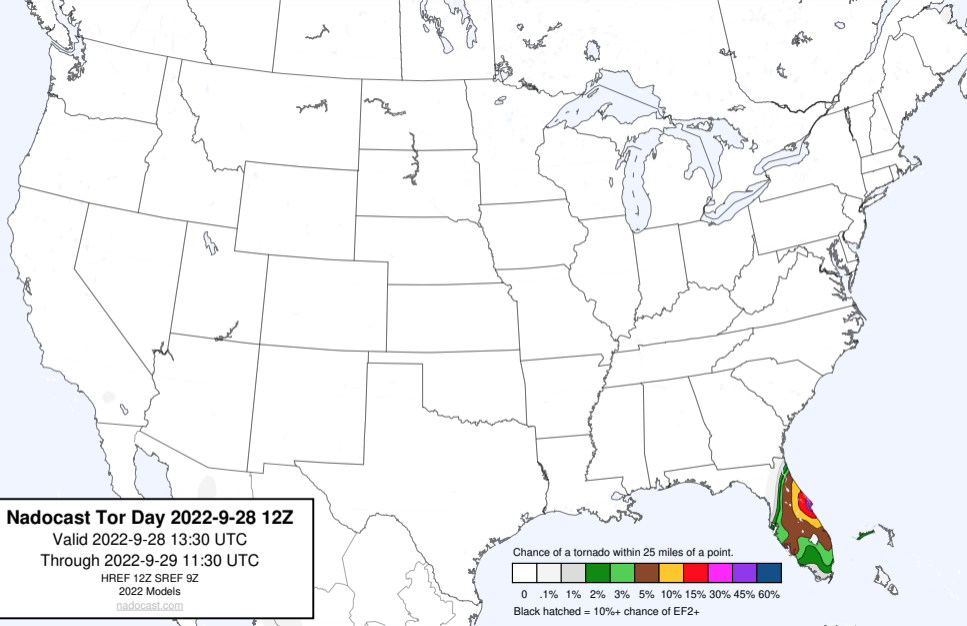 Nadocast Tor Day 2022-9-28 12Z
Valid 2022-9-28 13:30 UTC
Through 2022-9-29 11:30 UTC
HREF 12Z SREF 9Z
2022 Models
nadocast.com
Chance of a tornado within 25 miles of a point.
0 .1% 1% 2% 3% 5% 10% 15% 30% 45% 60%
Black hatched = 10%+ chance of EF2+